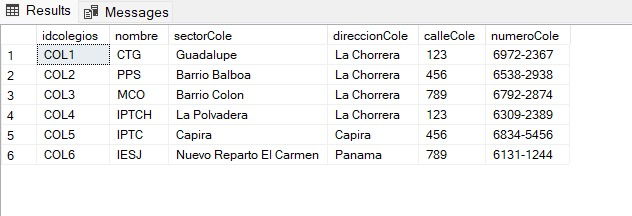 Results Messages
idcolegios nombre sectorCole direccionCole calleCole numeroCole
1 COL1 CTG Guadalupe La Chorrera 123 6972-2367
2 COL2 PPS Barrio Balboa La Chorrera 456 6538-2938
3 COL3 MCO Barrio Colon La Chorrera 789 6792-2874
4 COL4 IPTCH La Polvadera La Chorrera 123 6309-2389
5 COL5 IPTC Capira Capira 456 6834-5456
6 COL6 IESJ Nuevo Reparto El Carmen Panama 789 6131-1244